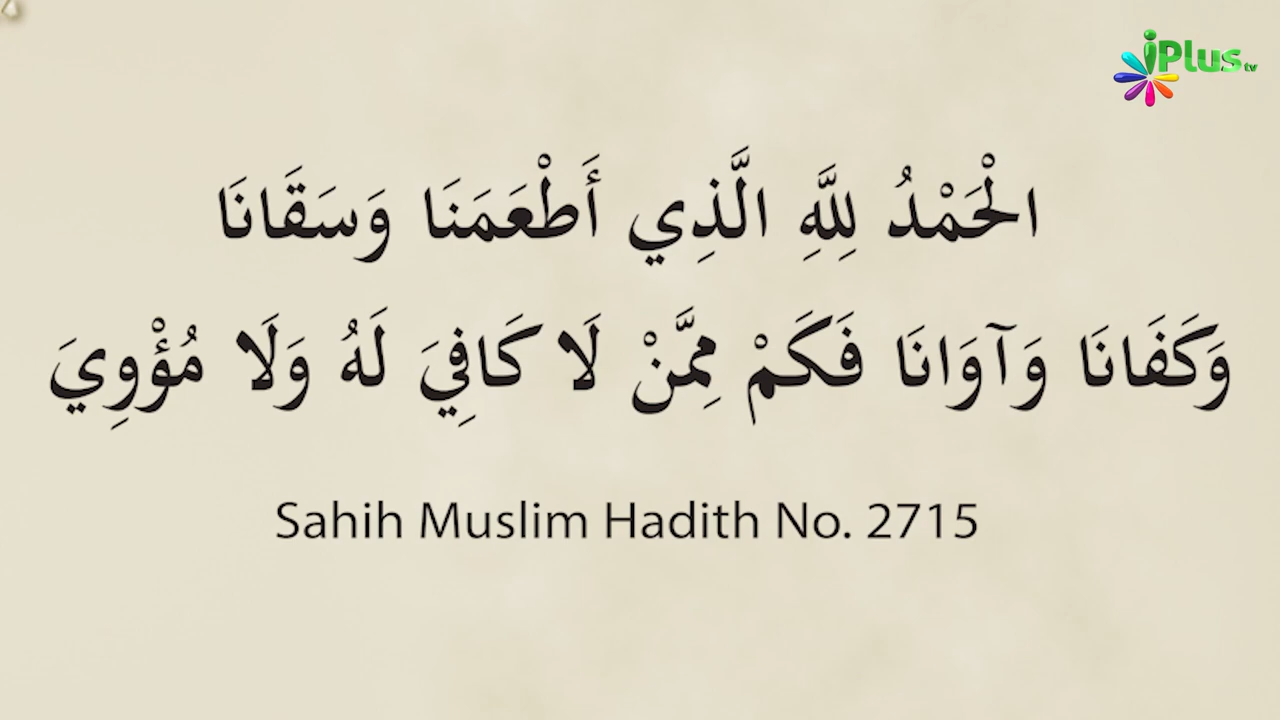 iPlus tv
الْحَمْدُ لِلَّهِ الَّذِي أَطْعَمَنَا وَسَقَانَا
وَكَفَانَا وَآوَانَا فَكَمْ مِمَّنْ لَا كَافِيَ لَهُ وَلَا مُؤْوِيَ
Sahih Muslim Hadith No. 2715